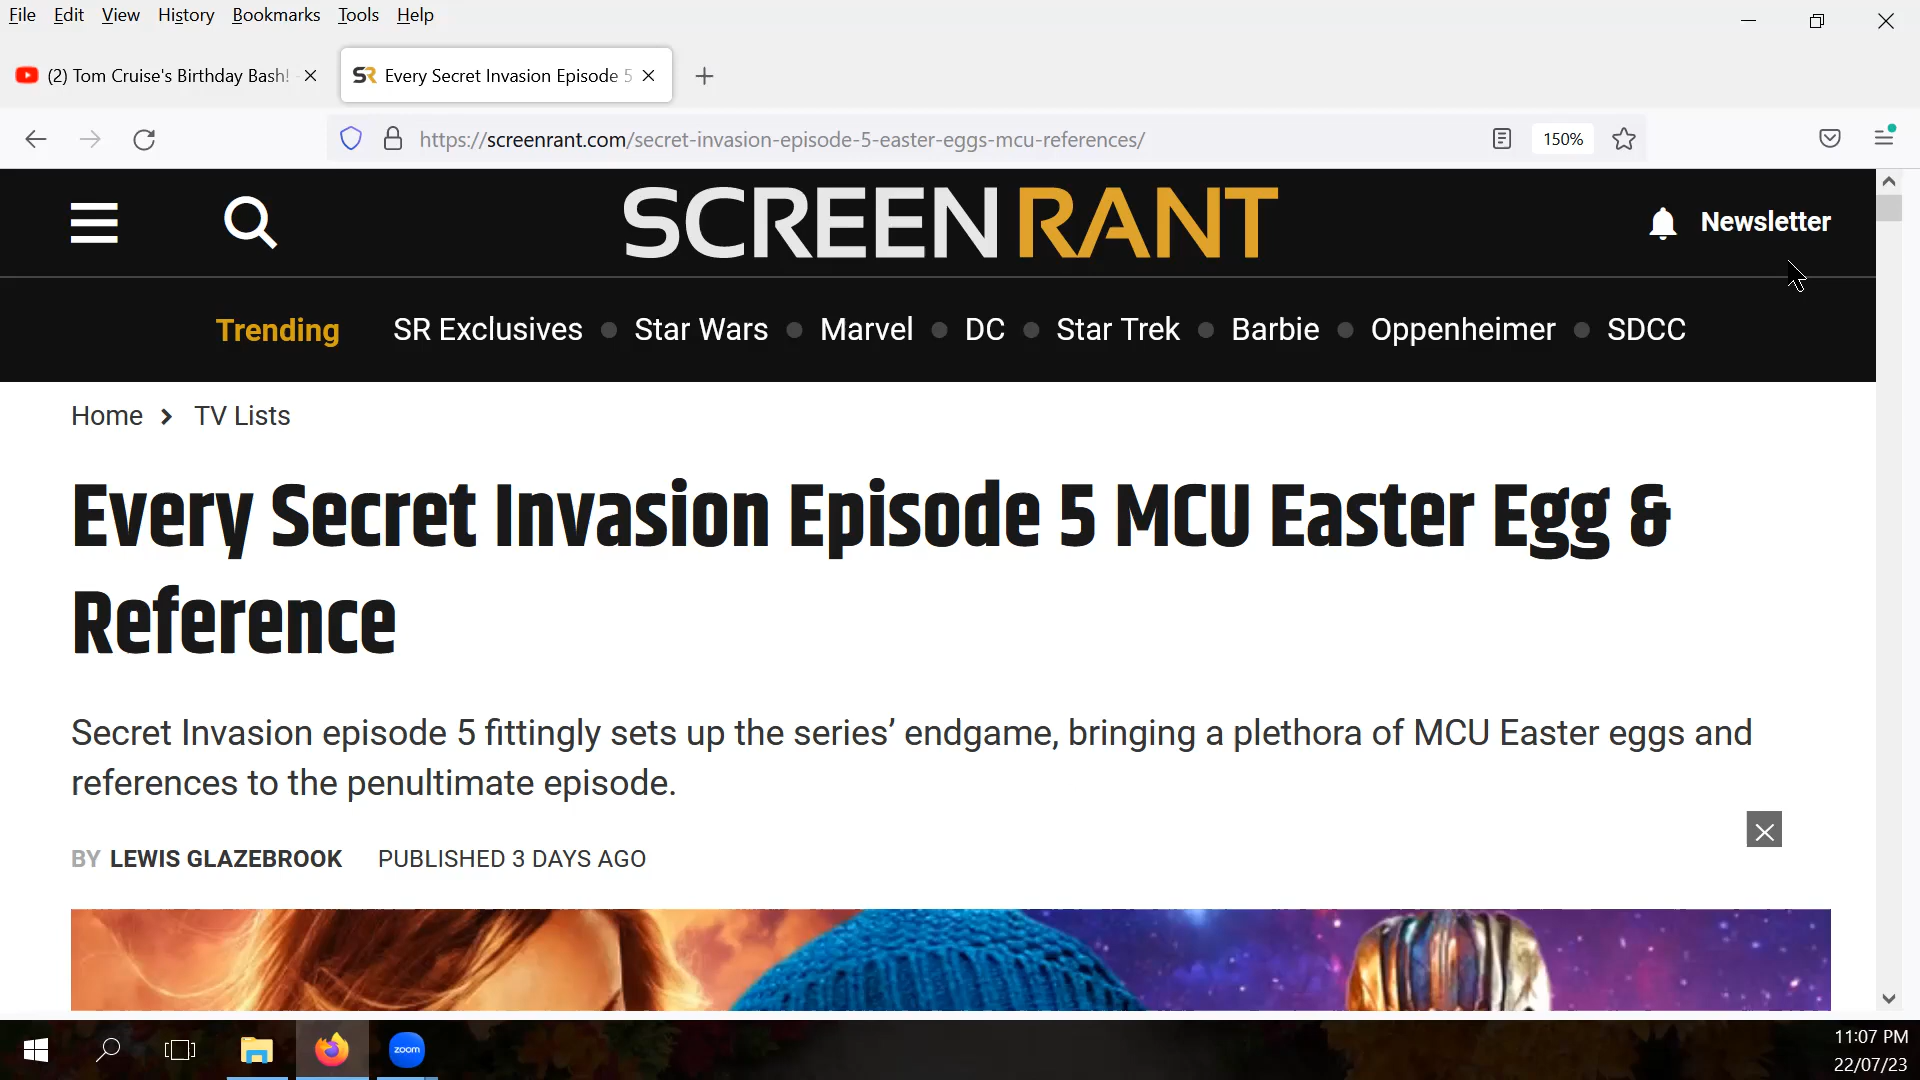 File Edit View History Bookmarks Tools Help
(2) Tom Cruise's Birthday Bash!
SR Every Secret Invasion Episode 5
https://screenrant.com/secret-invasion-episode-5-easter-eggs-mcu-references/
150%
SCREEN RANT
Newsletter
Trending SR Exclusives Star Wars Marvel DC Star Trek Barbie Oppenheimer SDCC
Home > TV Lists
Every Secret Invasion Episode 5 MCU Easter Egg &
Reference
Secret Invasion episode 5 fittingly sets up the series’ endgame, bringing a plethora of MCU Easter eggs and
references to the penultimate episode.
BY LEWIS GLAZEBROOK PUBLISHED 3 DAYS AGO
zoom
11:07 PM
22/07/23